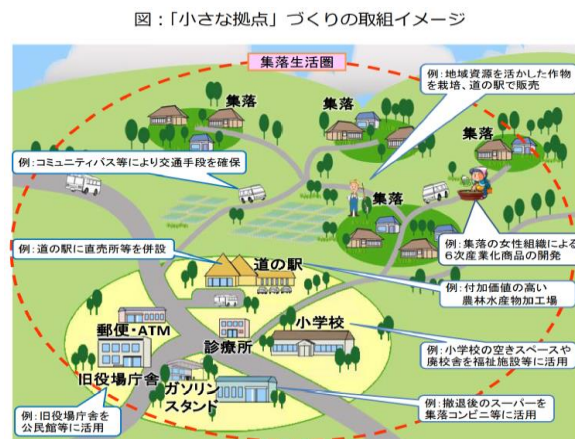 図:「小さな拠点」づくりの取組イメージ
集落生活圏
例:地域資源を活かした作物
を栽培、道の駅で販売
集落
集落
集落
例:コミュニティバス等により交通手段を確保
集落
例:集落の女性組織による
6次産業化商品の開発
例:道の駅に直売所等を併設
道の駅
例:付加価値の高い
農林水産物加工場
郵便・ATM
診療所
小学校
例:小学校の空きスペースや
廃校舎を福祉施設等に活用
旧役場庁舎
ガソリン
スタンド
例:旧役場庁舎を
公民館等に活用
例:撤退後のスーパーを
集落コンビニ等に活用